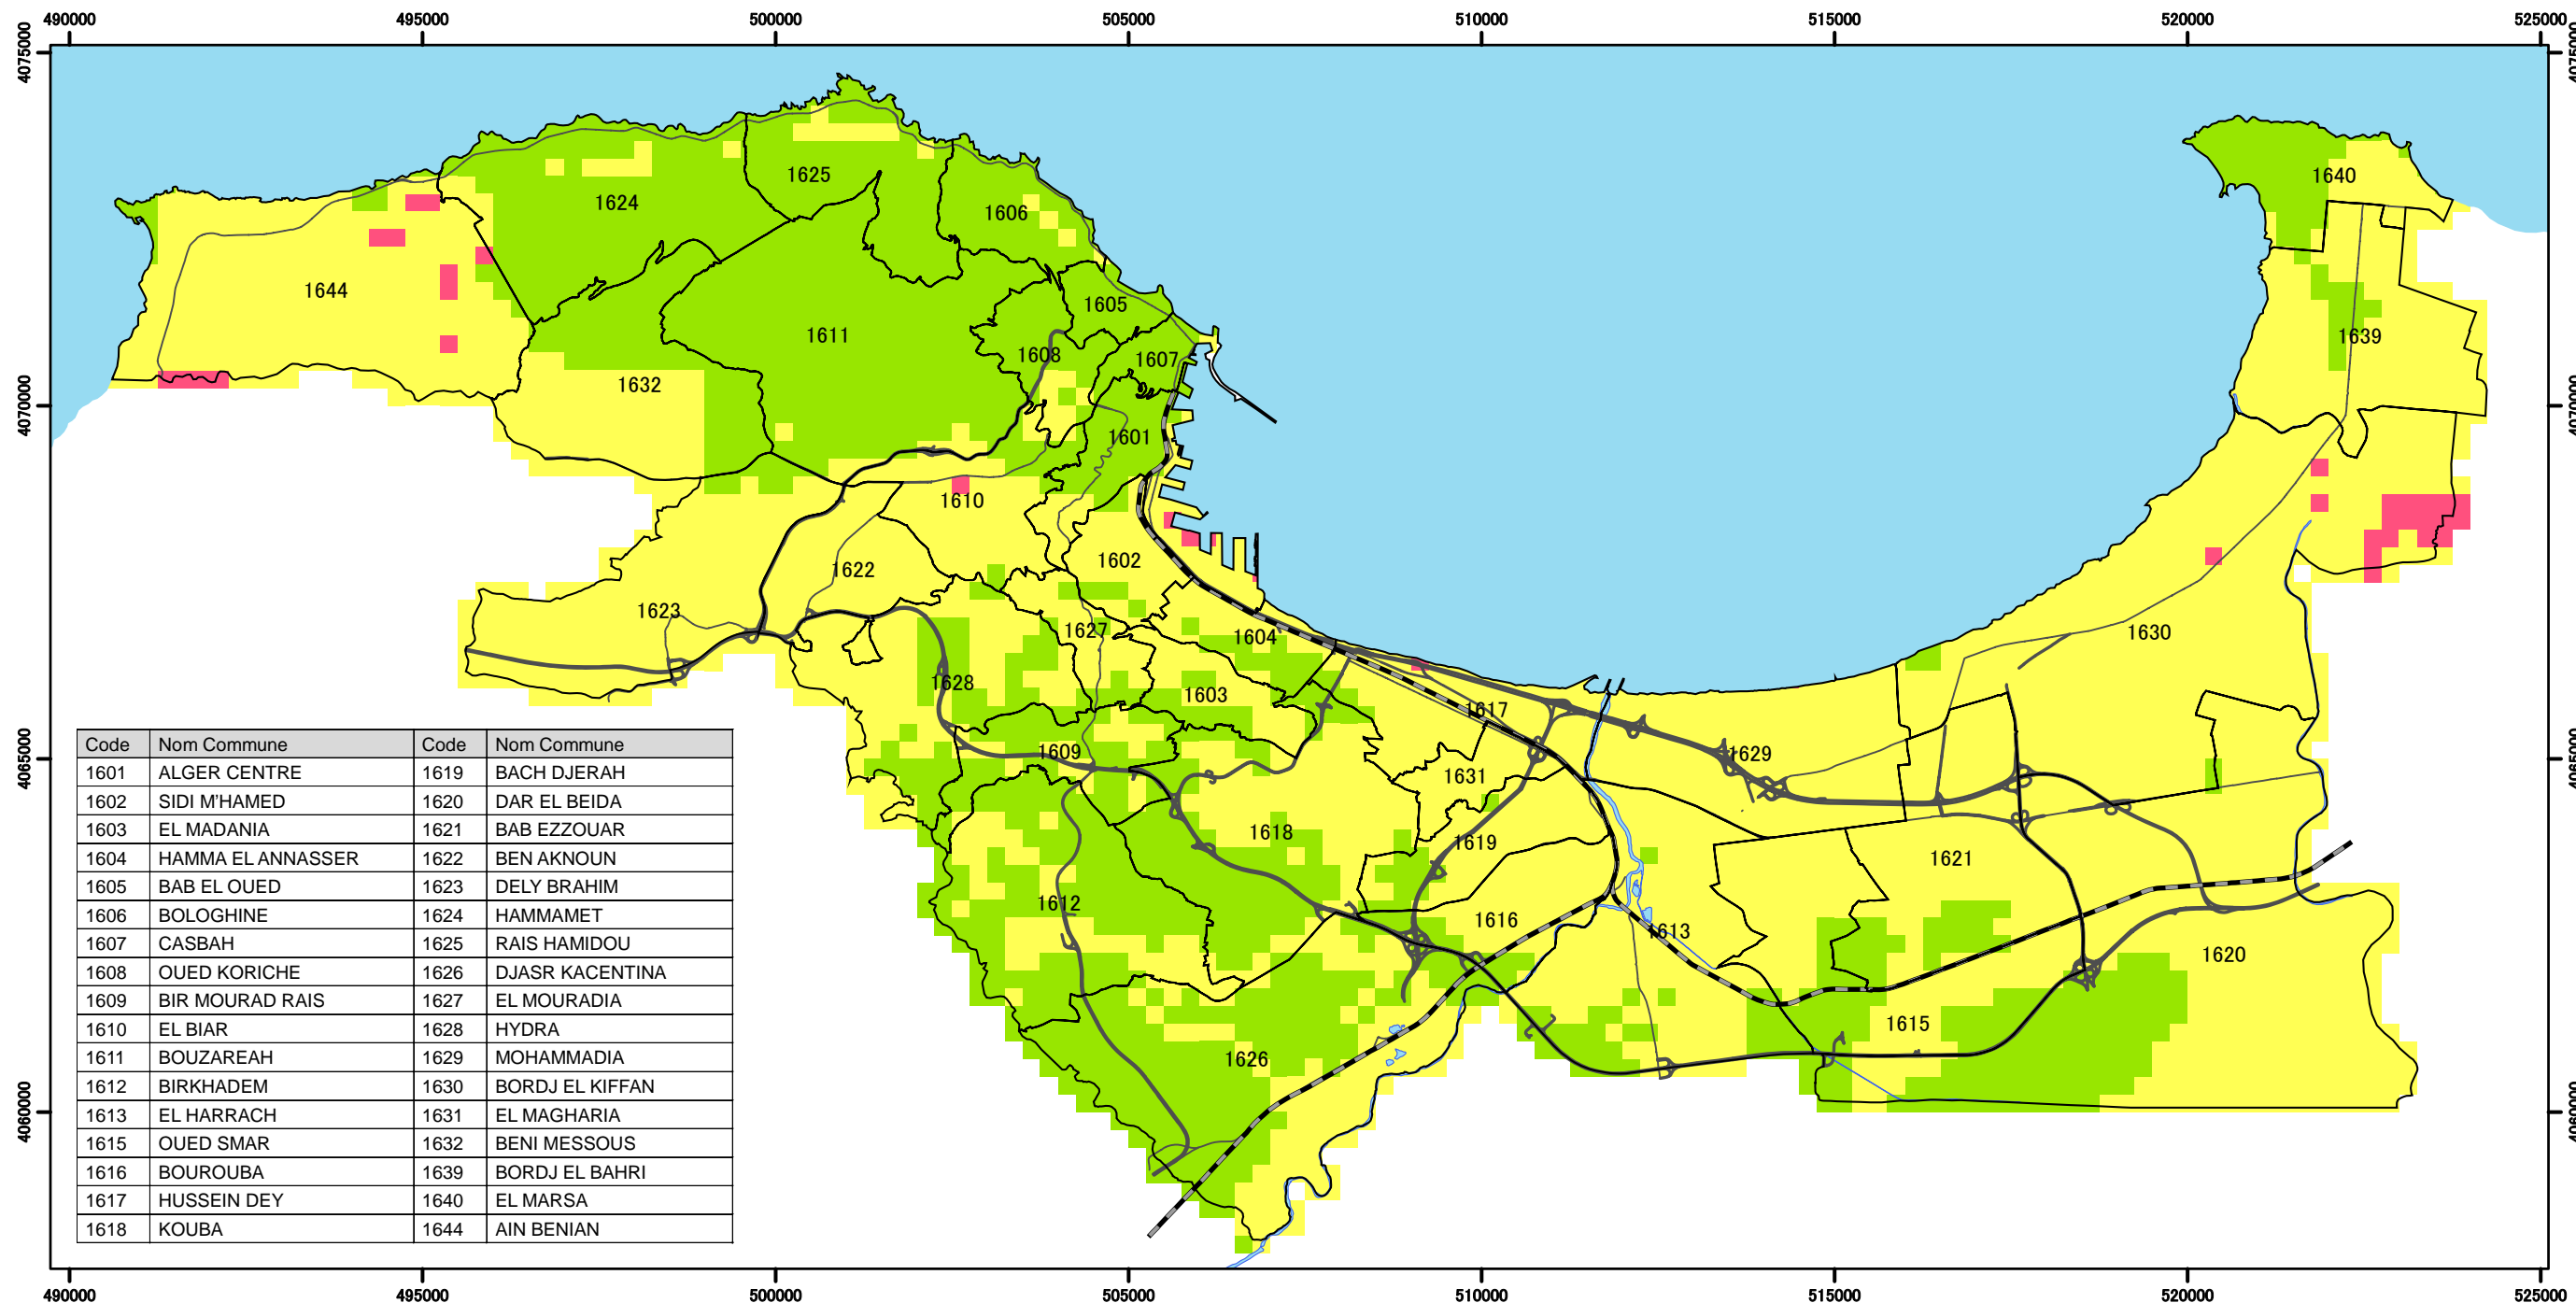 490000 495000 500000 505000 510000 515000 520000 525000
4075000 4075000
1625
1640
1624
1606
1644
1605
1611
1639
1608
1607
1632
1601
1610
1602
1622
1623
1627
1604
1630
1628
1603
1617
1609
1629
1631
1618
1619
1621
1612
1616
1613
1620
1615
1626
4070000 4070000
4065000 4065000
4060000 4060000
Code Nom Commune Code Nom Commune
1601 ALGER CENTRE 1619 BACH DJERAH
1602 SIDI M'HAMED 1620 DAR EL BEIDA
1603 EL MADANIA 1621 BAB EZZOUAR
1604 HAMMA EL ANNASSER 1622 BEN AKNOUN
1605 BAB EL OUED 1623 DELY BRAHIM
1606 BOLOGHINE 1624 HAMMAMET
1607 CASBAH 1625 RAIS HAMIDOU
1608 OUED KORICHE 1626 DJASR KACENTINA
1609 BIR MOURAD RAIS 1627 EL MOURADIA
1610 EL BIAR 1628 HYDRA
1611 BOUZAREAH 1629 MOHAMMADIA
1612 BIRKHADEM 1630 BORDJ EL KIFFAN
1613 EL HARRACH 1631 EL MAGHARIA
1615 OUED SMAR 1632 BENI MESSOUS
1616 BOUROUBA 1639 BORDJ EL BAHRI
1617 HUSSEIN DEY 1640 EL MARSA
1618 KOUBA 1644 AIN BENIAN
490000 495000 500000 505000 510000 515000 520000 525000